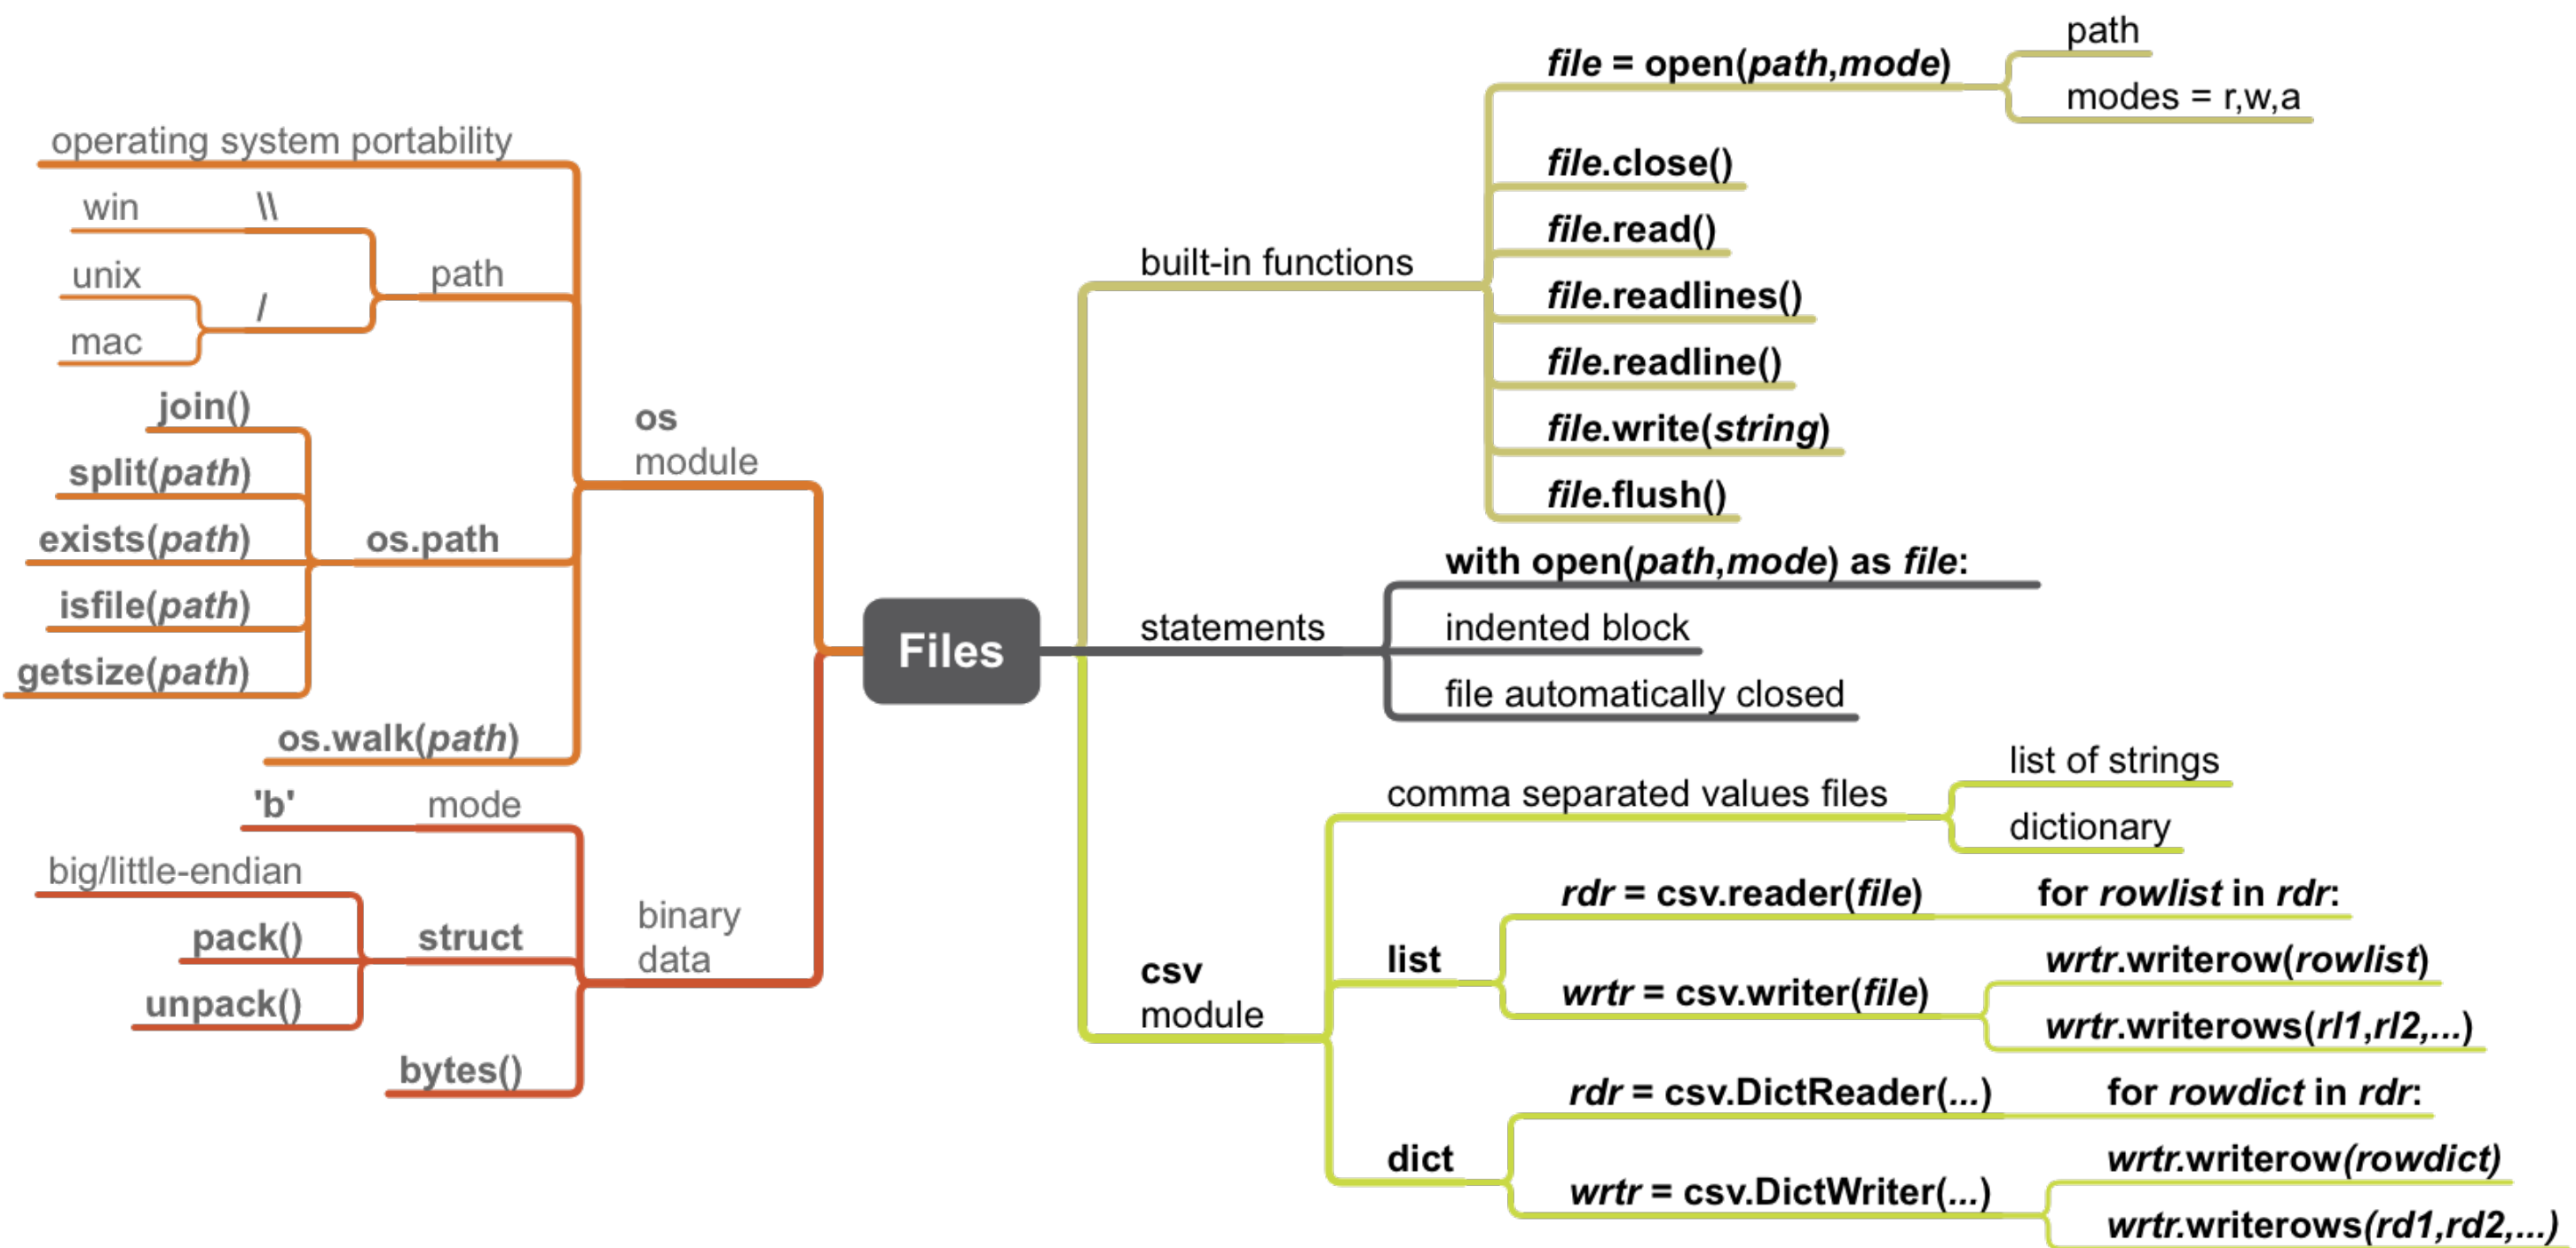 Files
built-in functions
file = open(path,mode)
path
modes = r,w,a
file.close()
file.read()
file.readlines()
file.readline()
file.write(string)
file.flush()
statements
with open(path,mode) as file:
indented block
file automatically closed
csv
module
comma separated values files
list of strings
dictionary
list
rdr = csv.reader(file)
for rowlist in rdr:
wrtr = csv.writer(file)
wrtr.writerow(rowlist)
wrtr.writerows(rl1,rl2,...)
dict
rdr = csv.DictReader(...)
for rowdict in rdr:
wrtr = csv.DictWriter(...)
wrtr.writerow(rowdict)
wrtr.writerows(rd1,rd2,...)
os
module
operating system portability
path
\\
win
/
unix
mac
os.path
join()
split(path)
exists(path)
isfile(path)
getsize(path)
os.walk(path)
binary
data
mode
'b'
struct
big/little-endian
pack()
unpack()
bytes()